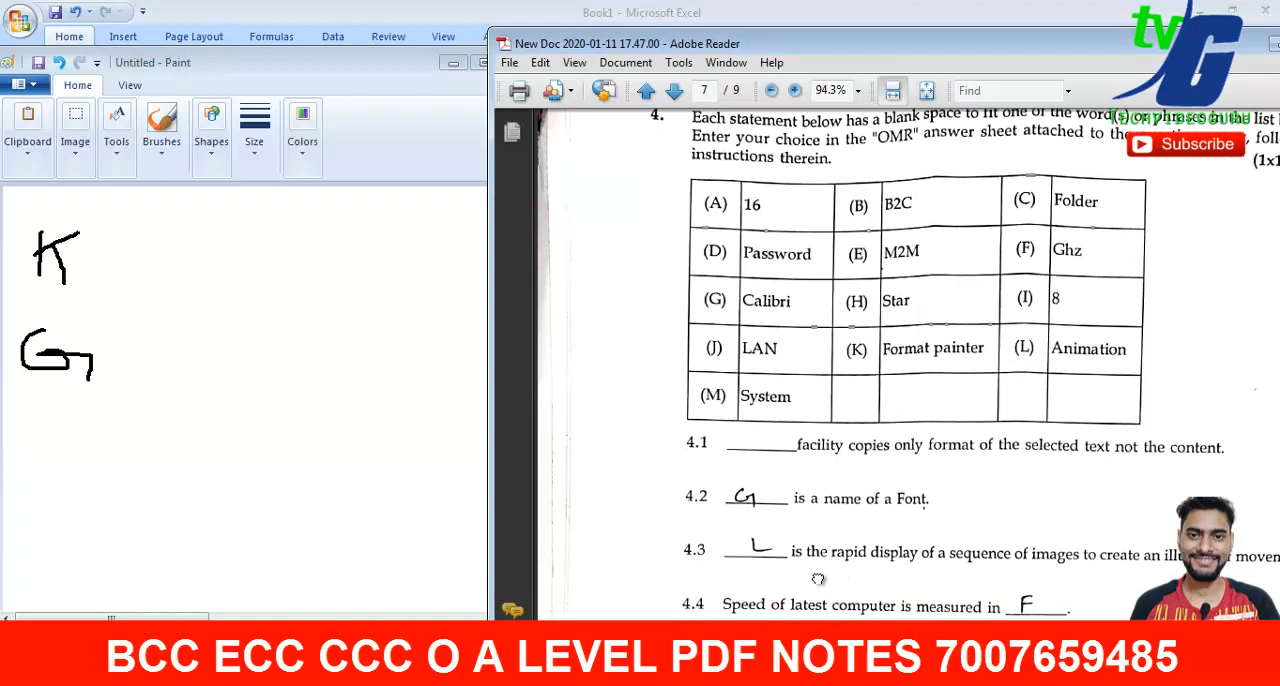 Book1 - Microsoft Excel
Home Insert Page Layout Formulas Data Review View
Untitled - Paint
Home View
Clipboard Image Tools Brushes Shapes Size Colors
K
G
New Doc 2020-01-11 17.47.00 - Adobe Reader
File Edit View Document Tools Window Help
7 / 9 94.3% Find
tv G
TECHVIDEOGURU
Subscribe
4. Each statement below has a blank space to fit one of the word(s) or phrases in the list
Enter your choice in the "OMR" answer sheet attached to the
instructions therein.
(A) 16 (B) B2C (C) Folder
(D) Password (E) M2M (F) Ghz
(G) Calibri (H) Star (I) 8
(J) LAN (K) Format painter (L) Animation
(M) System
4.1 ______ facility copies only format of the selected text not the content.
4.2 G is a name of a Font.
4.3 L is the rapid display of a sequence of images to create an
4.4 Speed of latest computer is measured in F.
BCC ECC CCC O A LEVEL PDF NOTES 7007659485